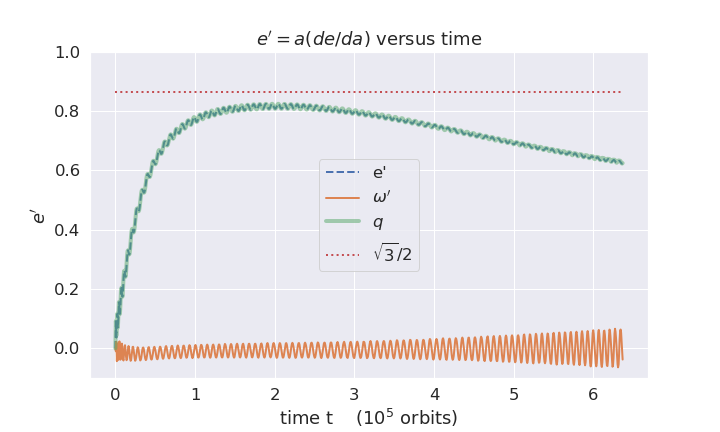 e′ = a(de/da) versus time
1.0
0.8
0.6
0.4
0.2
0.0
e′
e'
ω′
q
√3/2
0 1 2 3 4 5 6
time t (10⁵ orbits)